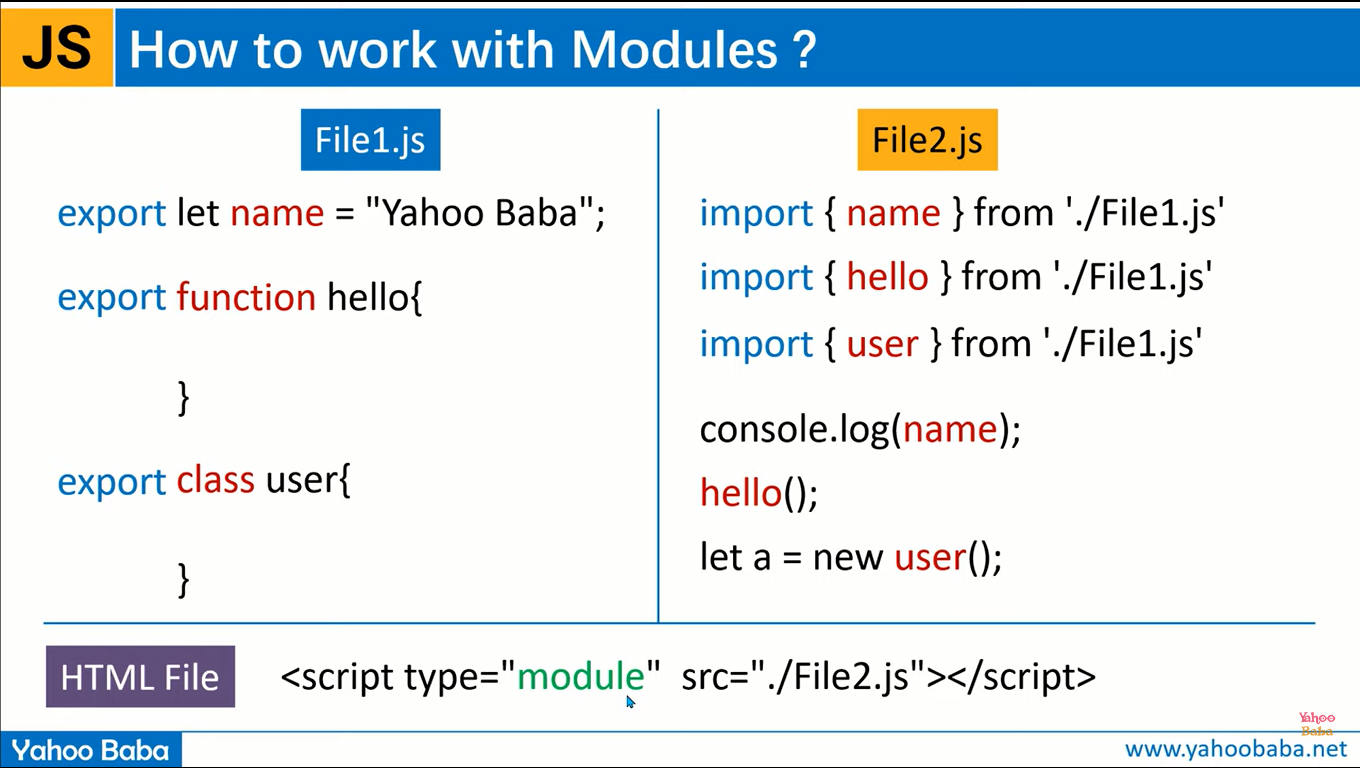 JS How to work with Modules ?
File1.js
export let name = "Yahoo Baba";
export function hello{
}
export class user{
}
File2.js
import { name } from './File1.js'
import { hello } from './File1.js'
import { user } from './File1.js'
console.log(name);
hello();
let a = new user();
HTML File <script type="module" src="./File2.js"></script>
Yahoo
Baba
Yahoo Baba
www.yahoobaba.net